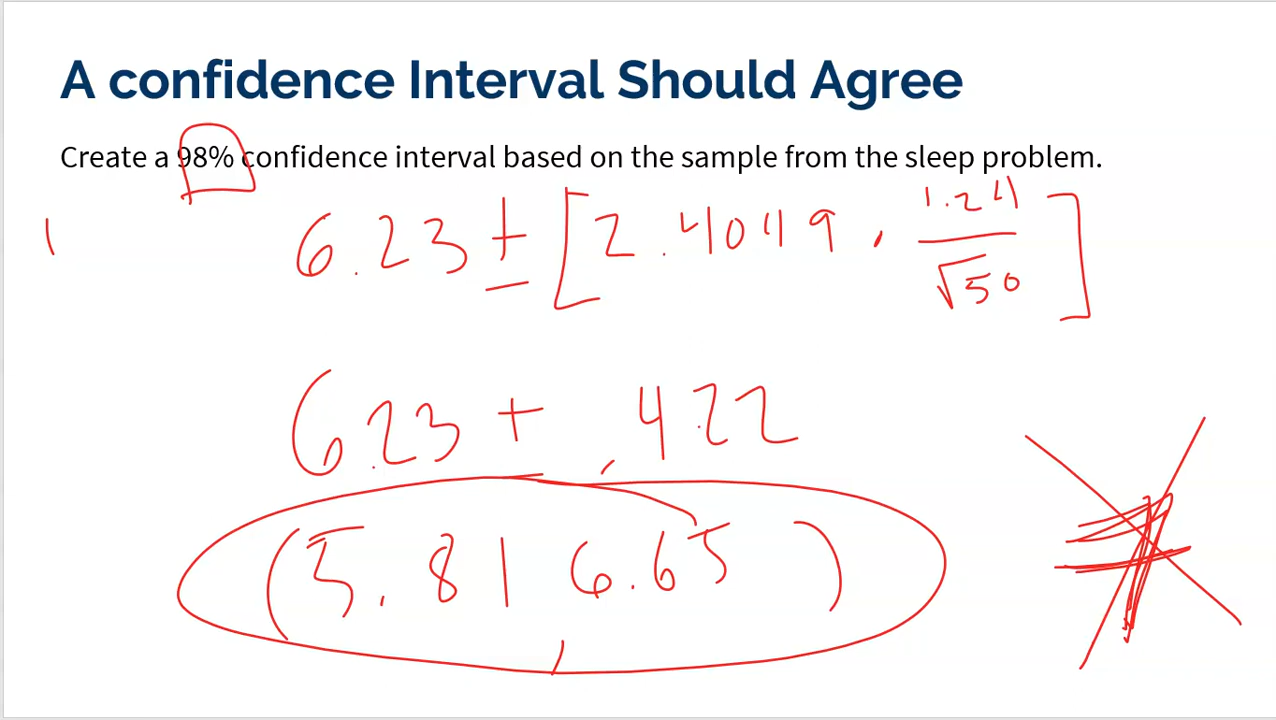 A confidence Interval Should Agree
Create a 98% confidence interval based on the sample from the sleep problem.
6.23 ± [2.4049 · 1.24/√50]
6.23 ± .422
(5.81, 6.65)